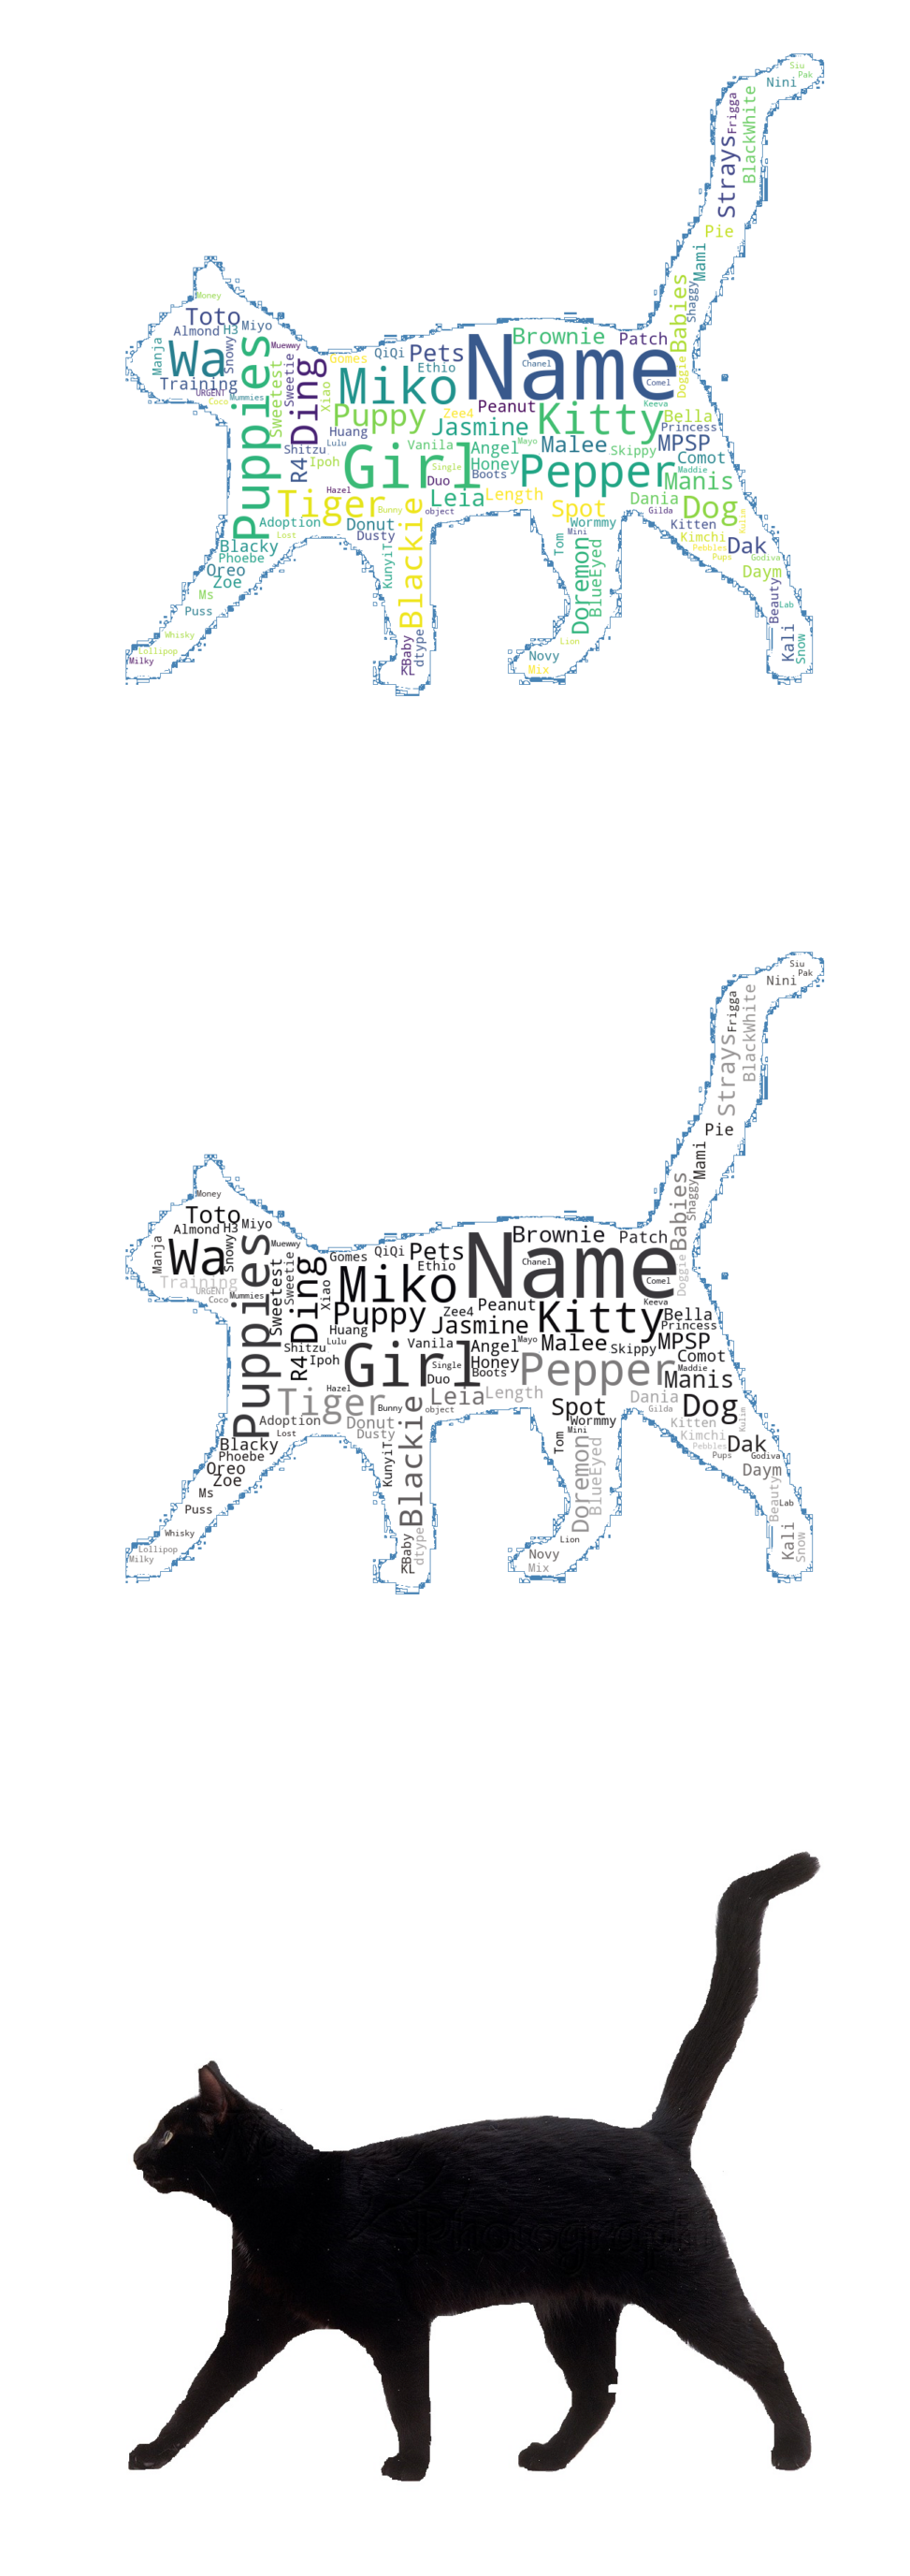 Siu
Pak
Nini
Frigga
BlackWhite
Strays
Pie
Mami
Babies
Shaggy
Doggie
Money
Toto
Almond H3 Miyo
Manja
Wa
Snowy
Training
URGENT
Coco Mummies
Puppies
Sweetest
Sweetie
Muewwy
Ding
Xiao
Gomes QiQi Pets
Ethio
Miko
Name
Brownie Patch
Chanel
Comel
Puppy Zee4 Peanut
Jasmine
Kitty
Keeva
Bella
Princess
Huang
Lulu
Shitzu
R4
Ipoh
Girl
Vanila
Single
Duo
Angel Mayo
Honey
Boots
Malee Skippy
MPSP
Comot
Maddie
Pepper
Manis
Tiger
Hazel
Bunny
Leia Length
object
Spot
Dania
Gilda
Dog
Kulim
Adoption
Lost
Donut
Dusty
KunyiT
Blackie
Wormmy
Mini
Tom
Doremon
BlueEyed
Kitten
Kimchi
Pebbles
Pups
Dak
Godiva
Daym
Beauty
Lab
Blacky
Phoebe
Oreo
Zoe
Ms
Puss
Whisky
Lollipop
Milky
KBaby
KL
dtype
Lion
Novy
Mix
Kali
Snow
Siu
Pak
Nini
Frigga
BlackWhite
Strays
Pie
Mami
Babies
Shaggy
Doggie
Money
Toto
Almond H3 Miyo
Manja
Wa
Snowy
Training
URGENT
Coco Mummies
Puppies
Sweetest
Sweetie
Muewwy
Ding
Xiao
Gomes QiQi Pets
Ethio
Miko
Name
Brownie Patch
Chanel
Comel
Puppy Zee4 Peanut
Jasmine
Kitty
Keeva
Bella
Princess
Huang
Lulu
Shitzu
R4
Ipoh
Girl
Vanila
Single
Duo
Angel Mayo
Honey
Boots
Malee Skippy
MPSP
Comot
Maddie
Pepper
Manis
Tiger
Hazel
Bunny
Leia Length
object
Spot
Dania
Gilda
Dog
Kulim
Adoption
Lost
Donut
Dusty
KunyiT
Blackie
Wormmy
Mini
Tom
Doremon
BlueEyed
Kitten
Kimchi
Pebbles
Pups
Dak
Godiva
Daym
Beauty
Lab
Blacky
Phoebe
Oreo
Zoe
Ms
Puss
Whisky
Lollipop
Milky
KBaby
KL
dtype
Lion
Novy
Mix
Kali
Snow